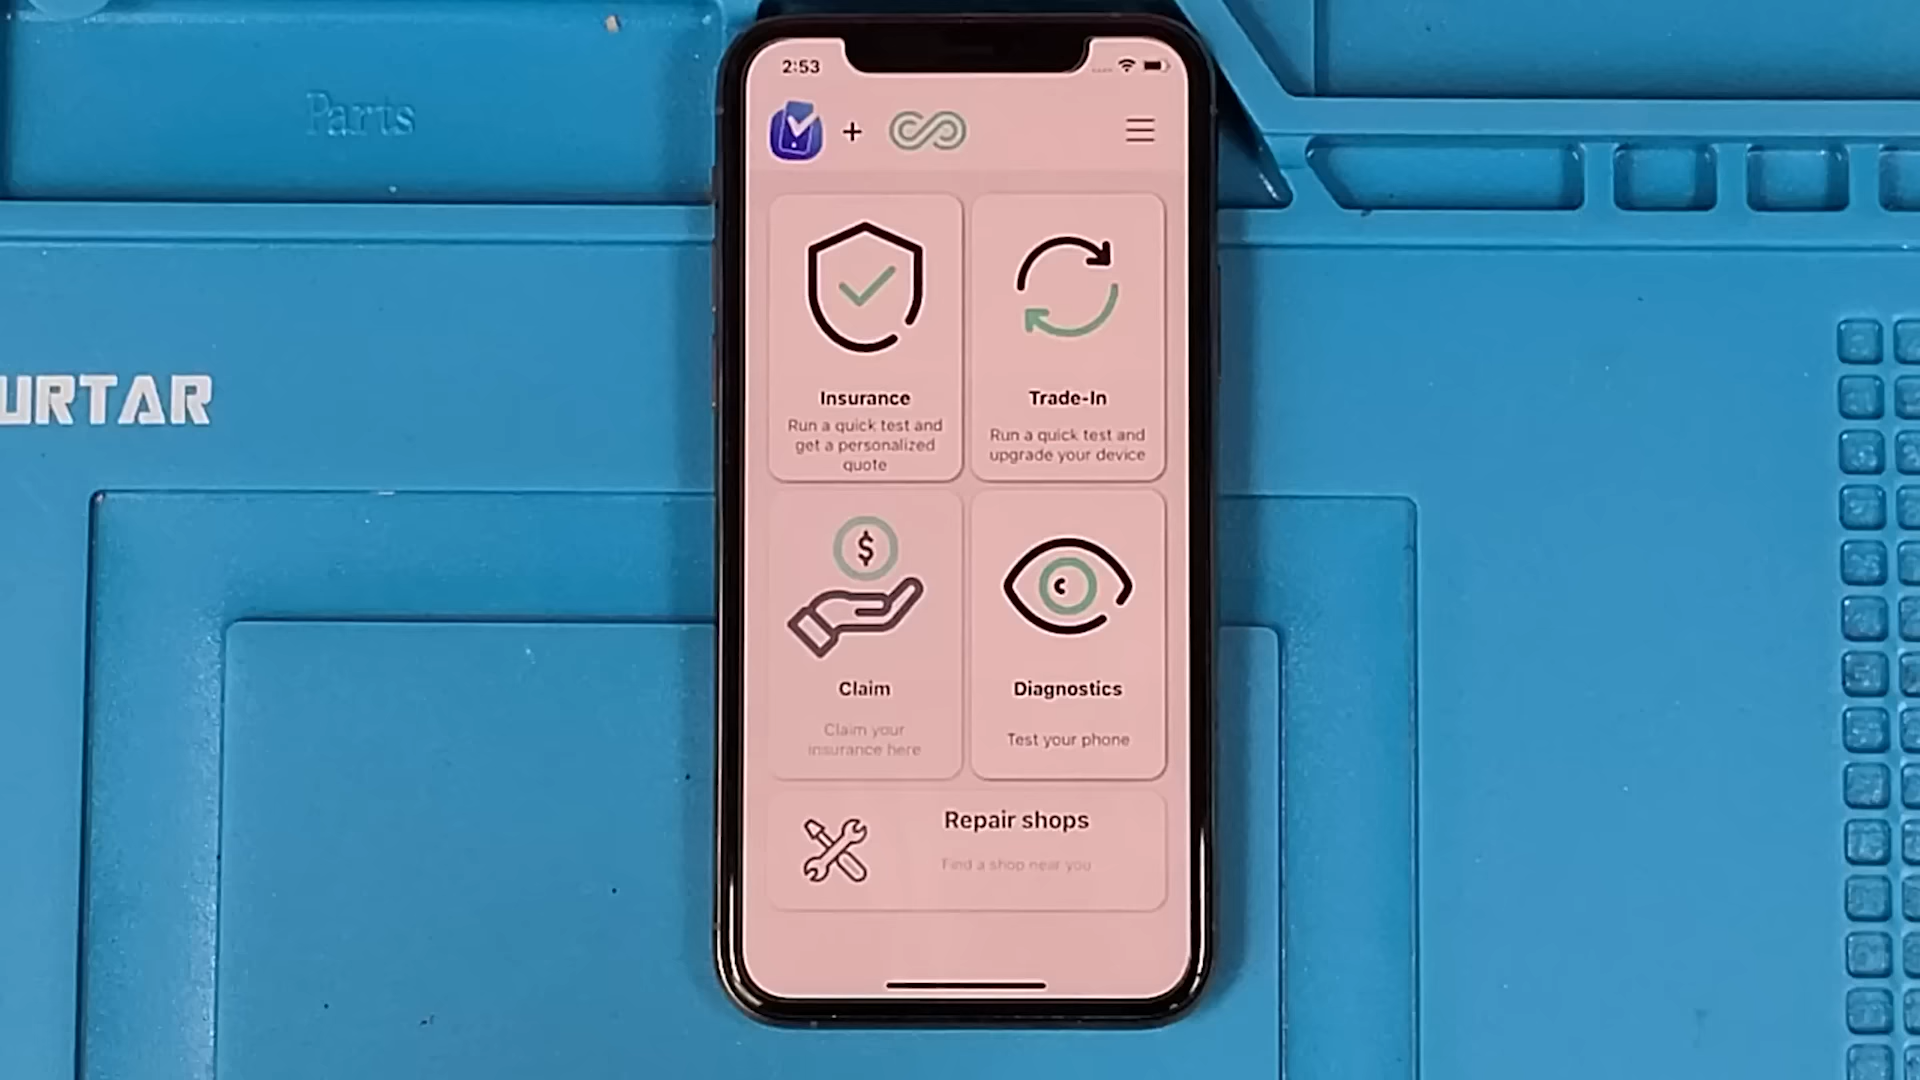 Parts
2:53
+
Insurance
Run a quick test and
get a personalized
quote
Trade-In
Run a quick test and
upgrade your device
$
Claim
Claim your
insurance here
Diagnostics
Test your phone
Repair shops
Find a shop near you
URTAR